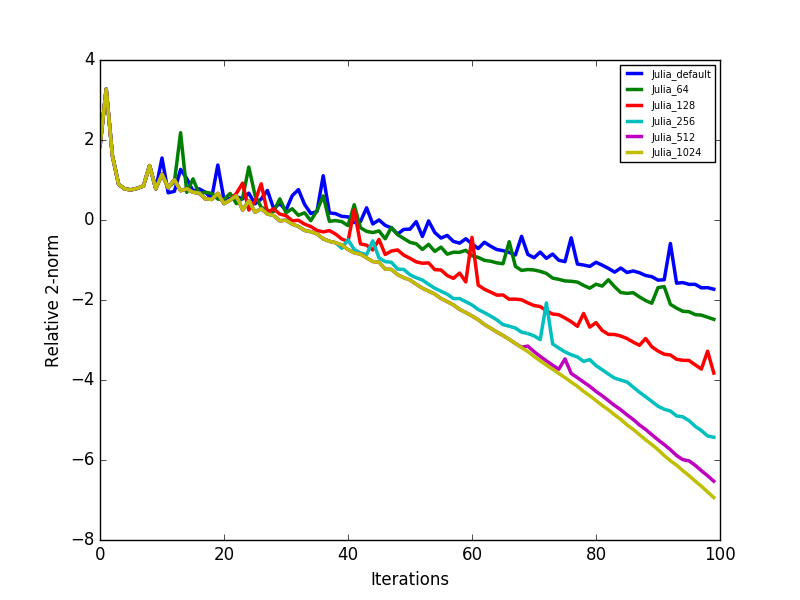 4
2
0
−2
−4
−6
−8
0
20
40
60
80
100
Relative 2-norm
Iterations
Julia_default
Julia_64
Julia_128
Julia_256
Julia_512
Julia_1024